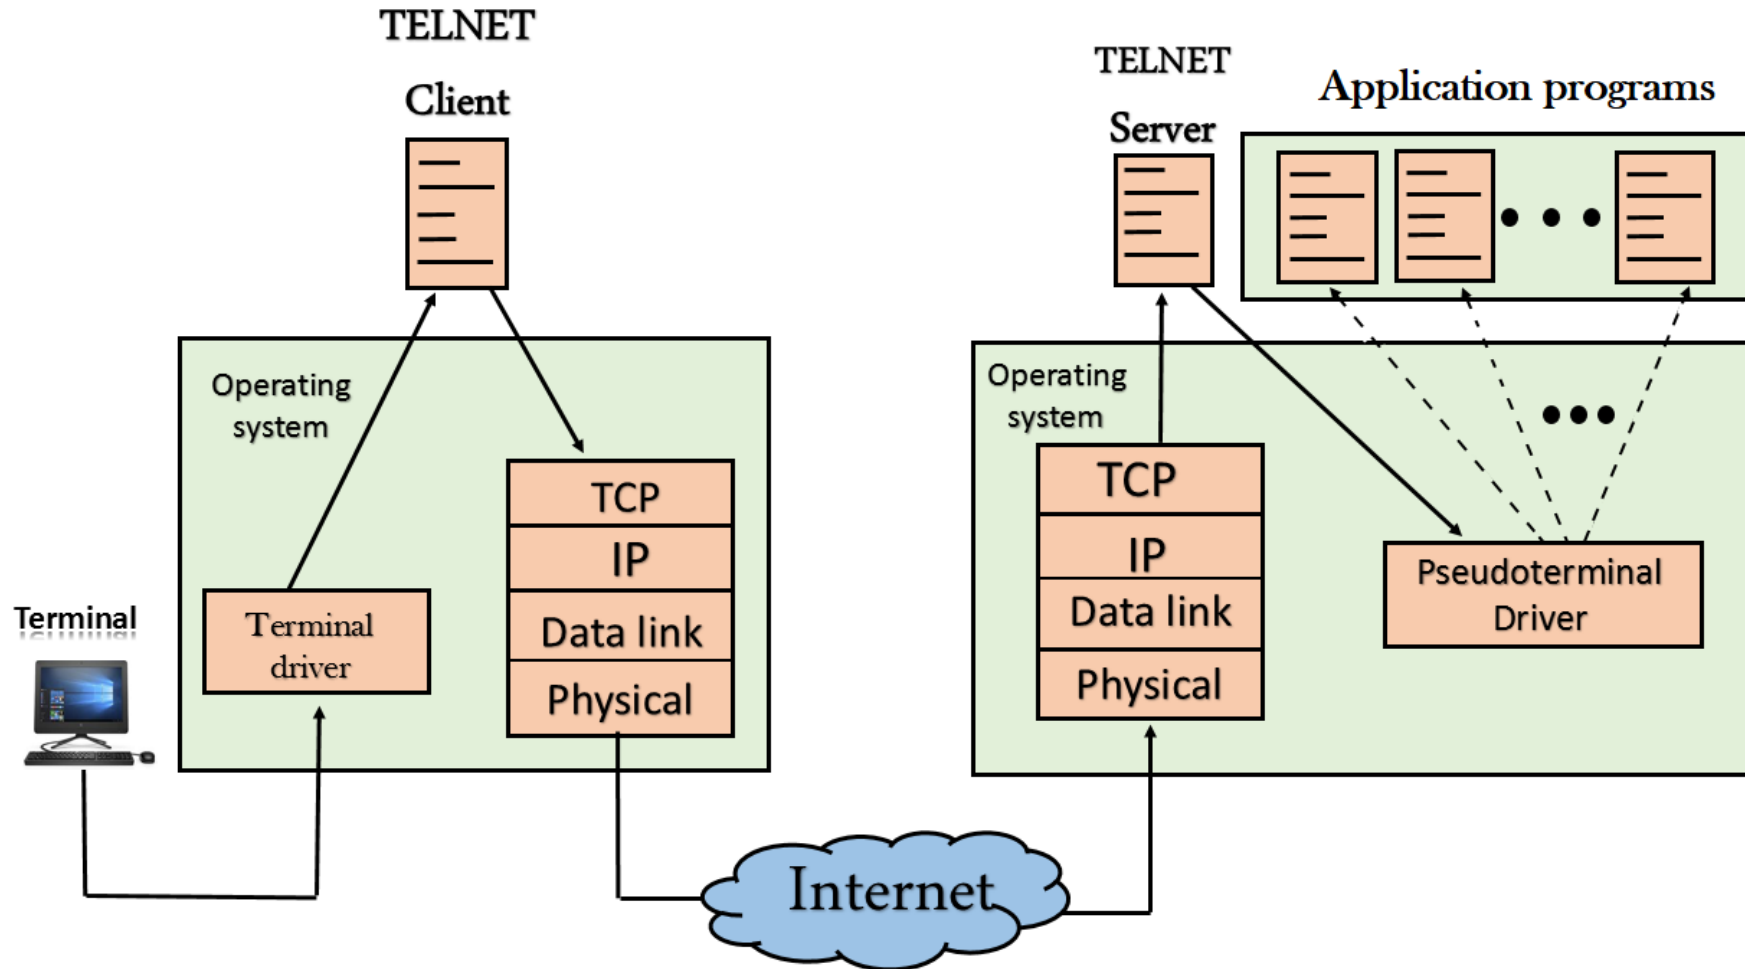 TELNET
Client
TELNET
Server
Application programs
Operating
system
Operating
system
TCP
IP
Data link
Physical
TCP
IP
Data link
Physical
Terminal
Terminal
driver
Pseudoterminal
Driver
Internet